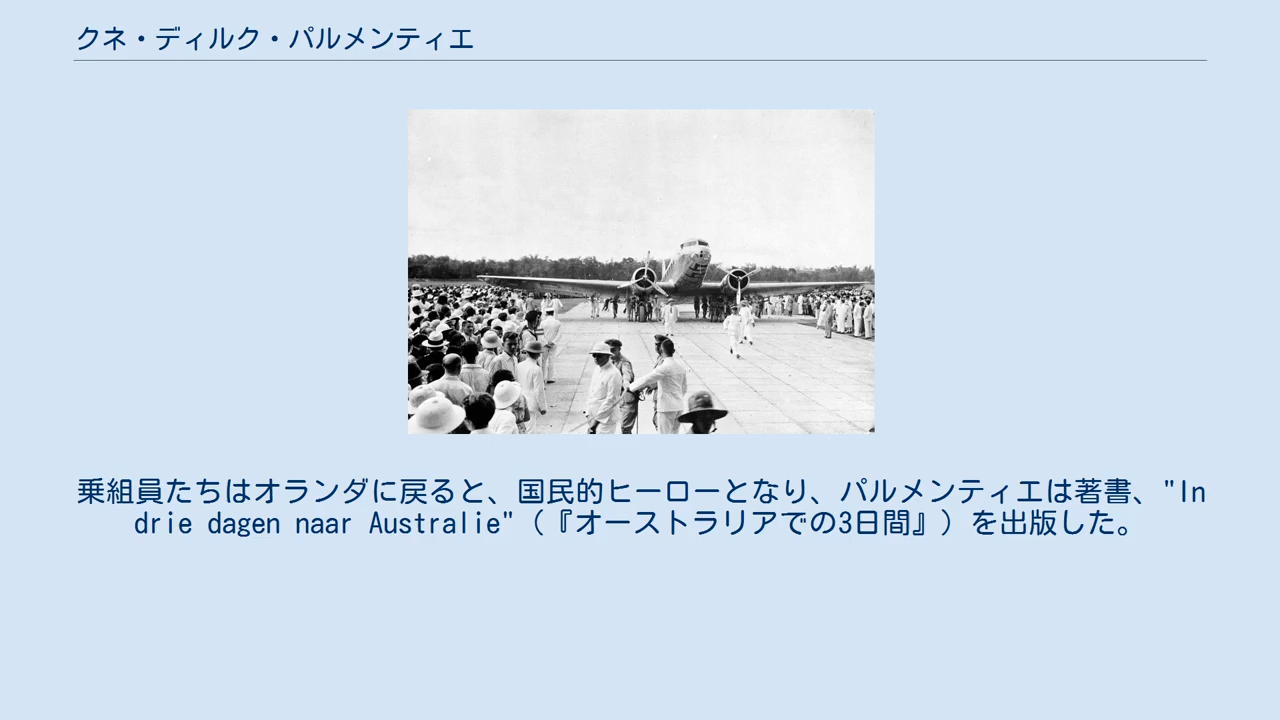 クネ・ディルク・パルメンティエ
乗組員たちはオランダに戻ると、国民的ヒーローとなり、パルメンティエは著書、"In
drie dagen naar Australie"（『オーストラリアでの3日間』）を出版した。